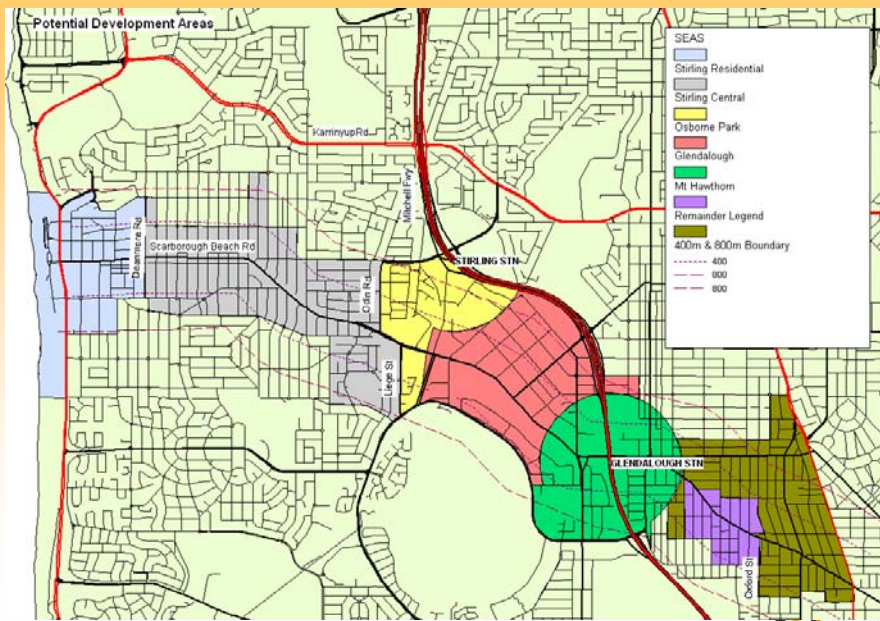 Potential Development Areas
SEAS
Stirling Residential
Stirling Central
Osborne Park
Glendalough
Mt Hawthorn
Remainder Legend
400m & 800m Boundary
400
800
800
Karrinyup Rd
Mitchell Fwy
Deanmore Rd
Scarborough Beach Rd
STIRLING STN
Odin Rd
Liege St
GLENDALOUGH STN
Oxford St